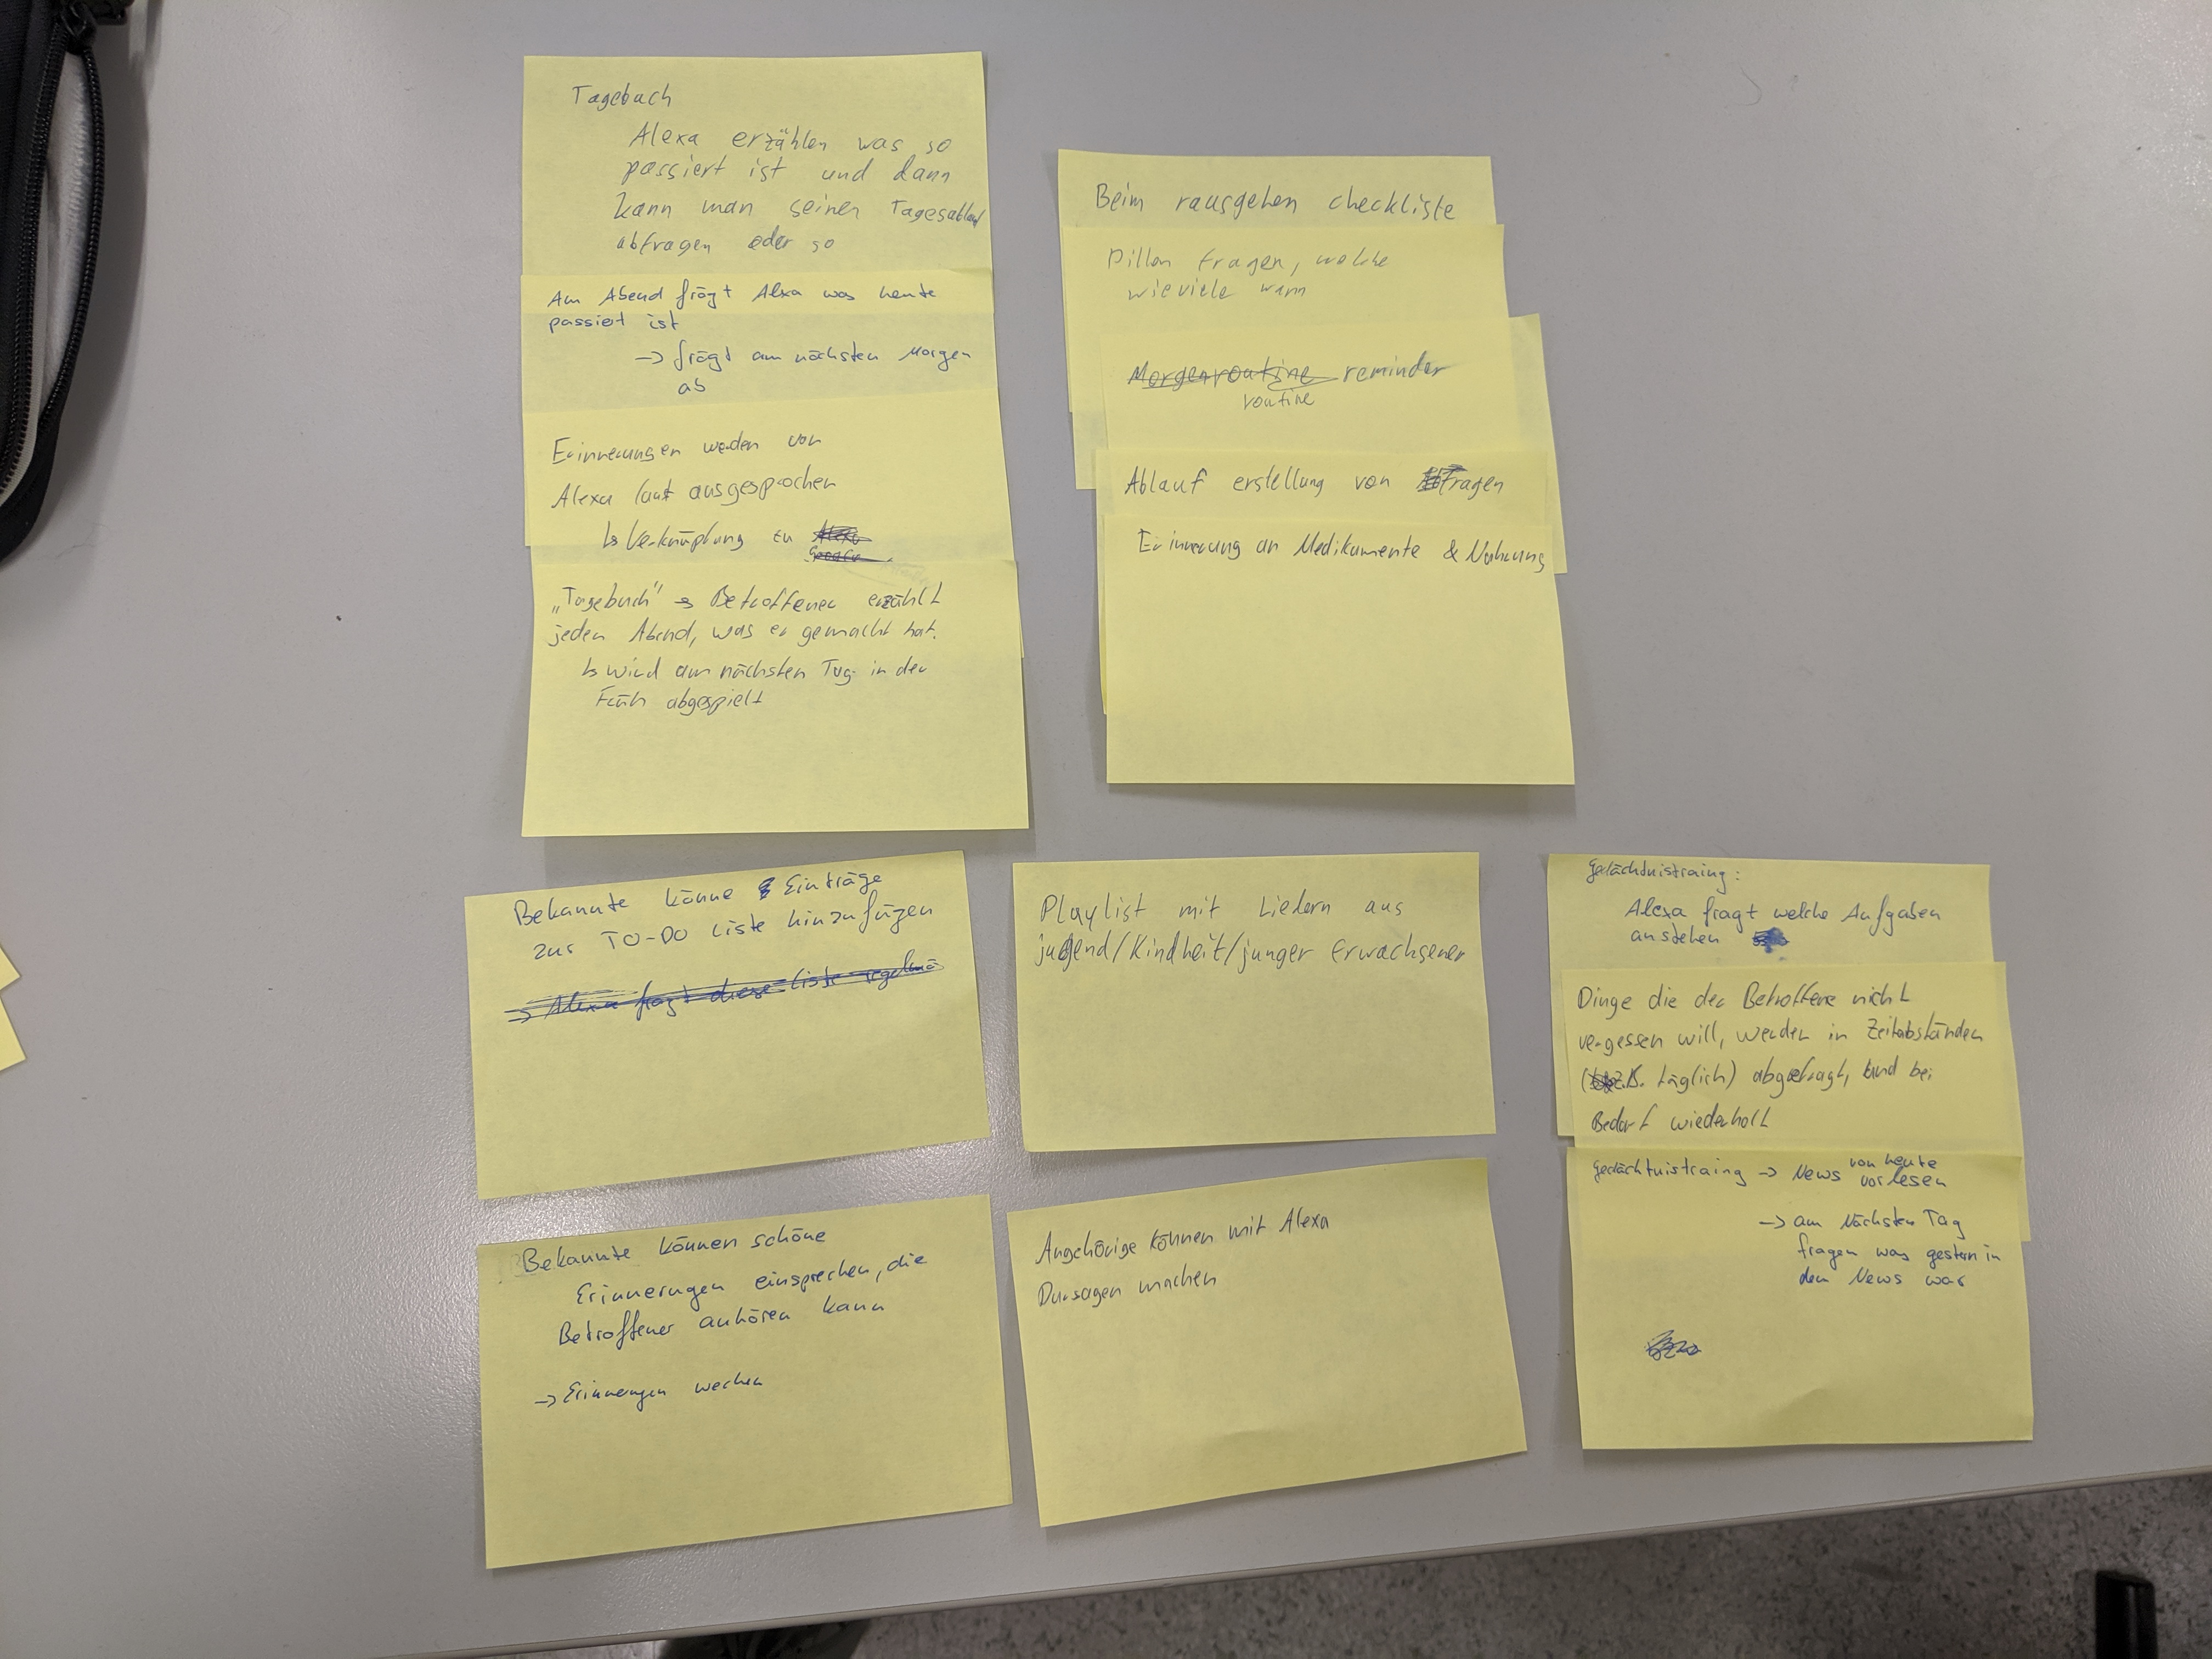 Tagebuch
Alexa erzählen was so
passiert ist und dann
kann man seinen Tagesablauf
abfragen oder so
Am Abend frägt Alexa was heute
passiert ist
→ frägt am nächsten Morgen
ab
Erinnerungen werden von
Alexa laut ausgesprochen
↳ Verknüpfung zu
„Tagebuch" → Betroffener erzählt
jeden Abend, was er gemacht hat.
↳ wird am nächsten Tag in der
Früh abgespielt
Beim rausgehen checkliste
Pillen fragen, welche
wieviele wann
Morgenroutine reminder
routine
Ablauf erstellung von fragen
Erinnerung an Medikamente & Nahrung
Bekannte könne Einträge
zur TO-DO Liste hinzufügen
→ Alexa fragt diese Liste regelmä
Playlist mit Liedern aus
jugend/Kindheit/junger Erwachsener
Gedächtnistraing:
Alexa fragt welche Aufgaben
anstehen
Dinge die der Betroffene nicht
vergessen will, werden in Zeitabständen
(z.B. täglich) abgefragt, und bei
Bedarf wiederholt
Gedächtnistraing → News von heute
vorlesen
→ am Nächsten Tag
fragen was gestern in
den News war
Bekannte können schöne
Erinnerungen einsprechen, die
Betroffener anhören kann
→ Erinnerungen wecken
Angehörige können mit Alexa
Dursagen machen